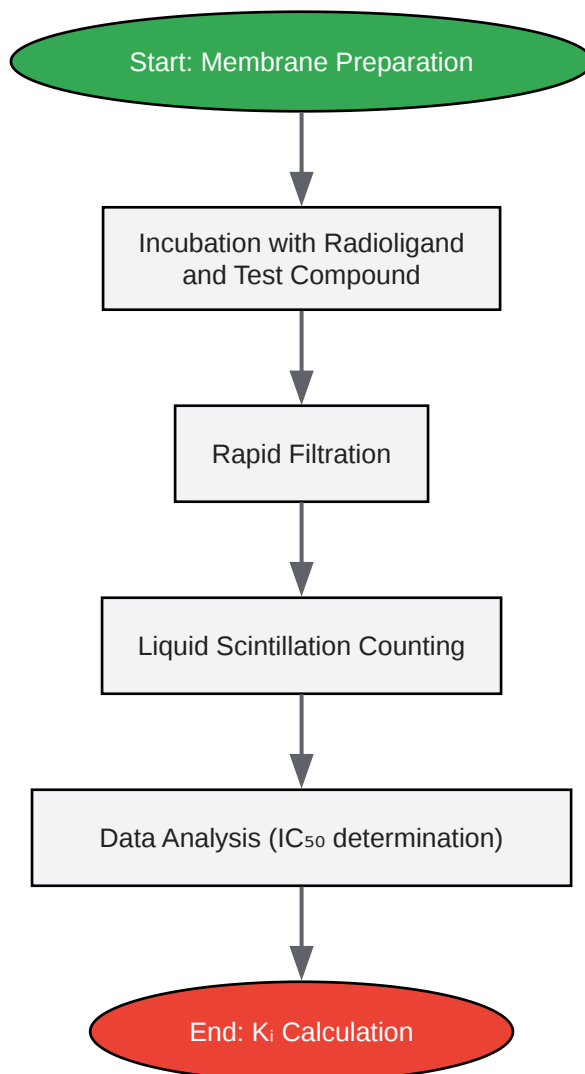 Start: Membrane Preparation
Incubation with Radioligand
and Test Compound
Rapid Filtration
Liquid Scintillation Counting
Data Analysis (IC₅₀ determination)
End: Kᵢ Calculation